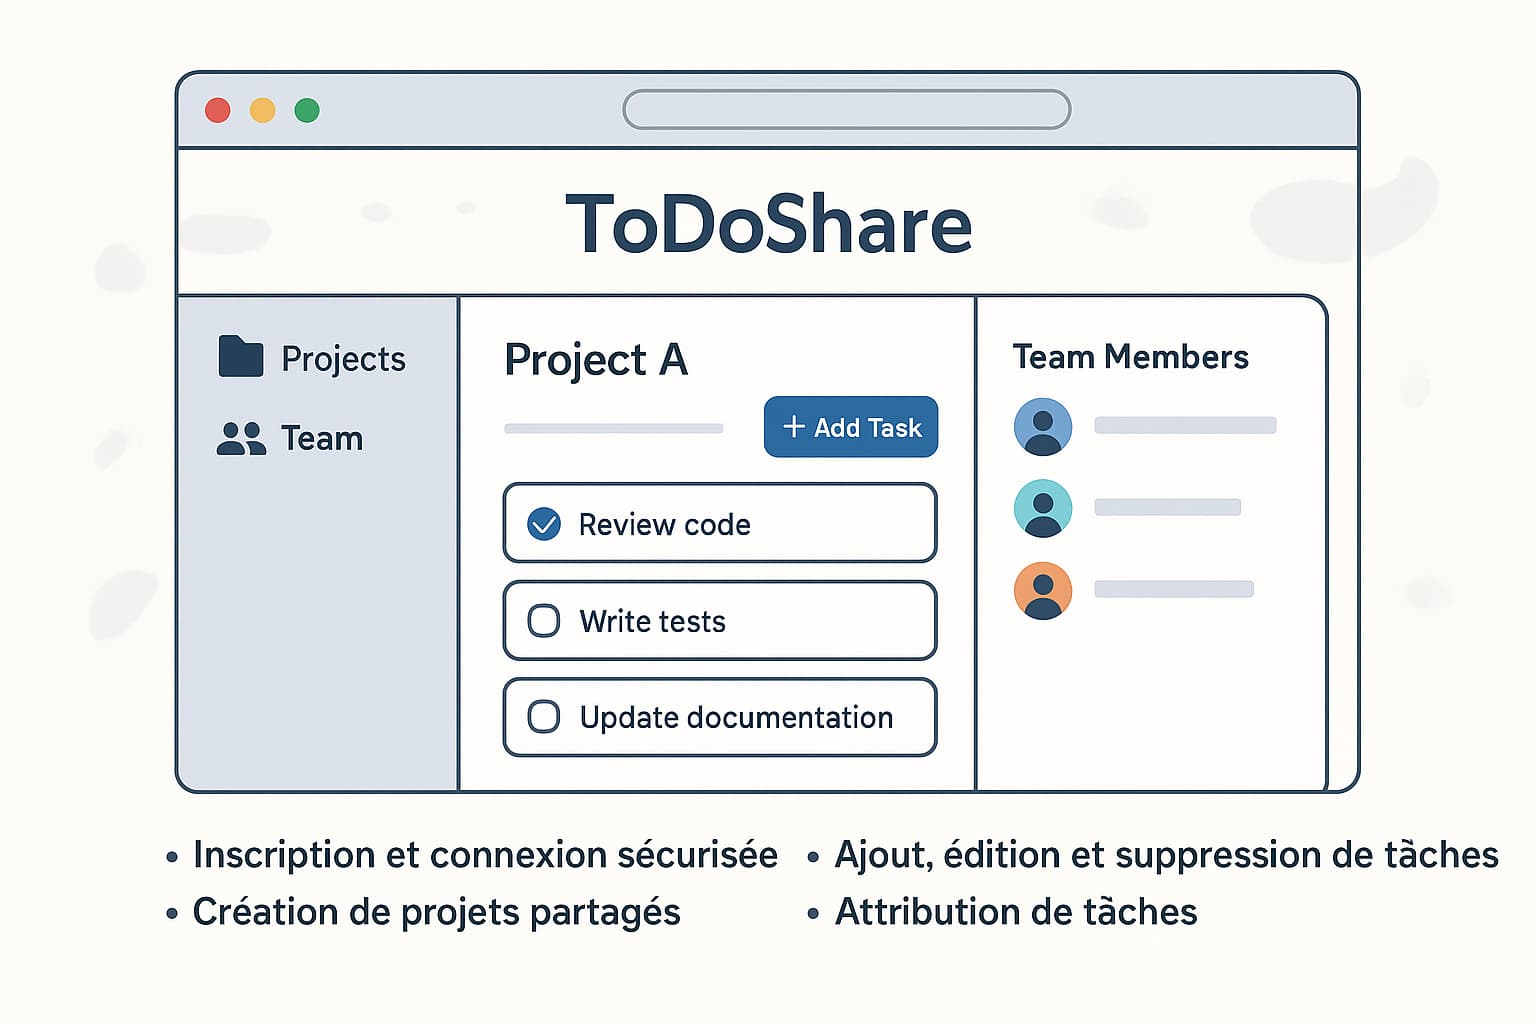 ToDoShare
Projects
Team
Project A
+ Add Task
Review code
Write tests
Update documentation
Team Members
• Inscription et connexion sécurisée
• Création de projets partagés
• Ajout, édition et suppression de tâches
• Attribution de tâches